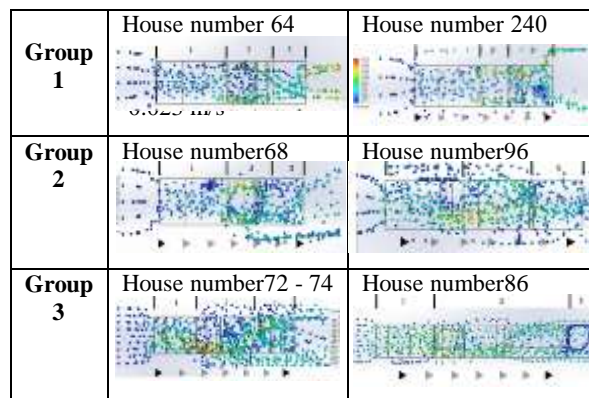 House number 64
House number 240
Group
1
House number68
House number96
Group
2
House number72 - 74
House number86
Group
3